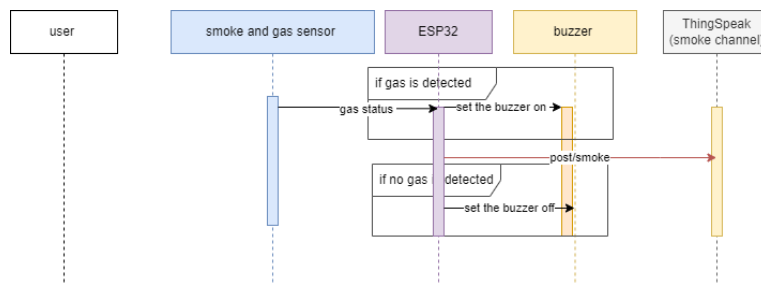 user
smoke and gas sensor
ESP32
buzzer
ThingSpeak
(smoke channel)
if gas is detected
gas status
set the buzzer on
post/smoke
if no gas is detected
set the buzzer off